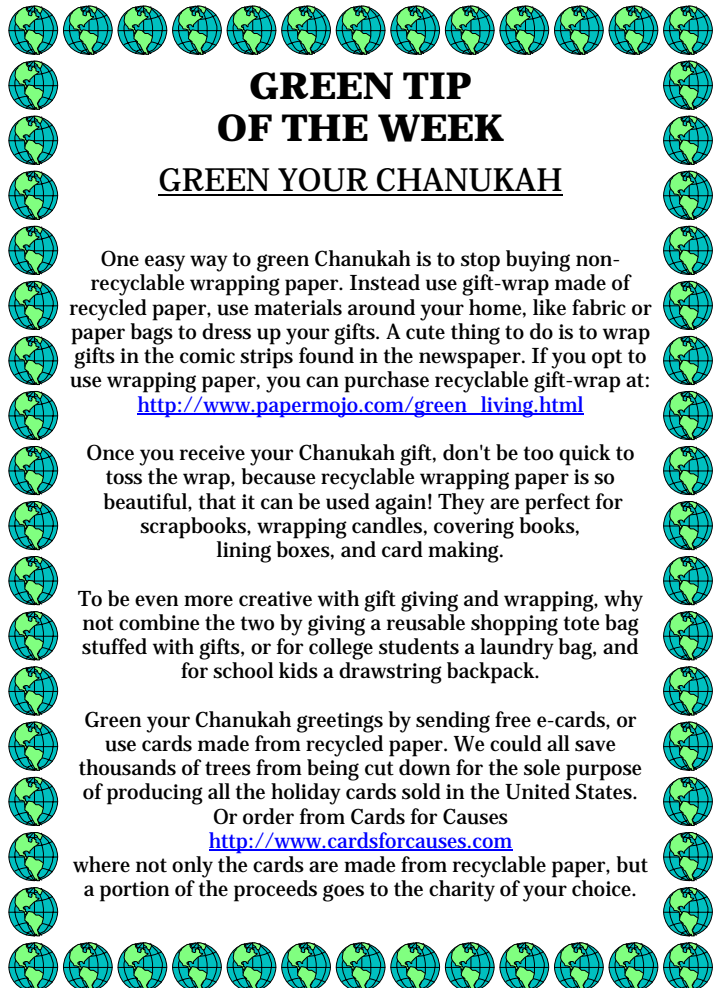 GREEN TIP
OF THE WEEK
GREEN YOUR CHANUKAH
One easy way to green Chanukah is to stop buying non-
recyclable wrapping paper. Instead use gift-wrap made of
recycled paper, use materials around your home, like fabric or
paper bags to dress up your gifts. A cute thing to do is to wrap
gifts in the comic strips found in the newspaper. If you opt to
use wrapping paper, you can purchase recyclable gift-wrap at:
http://www.papermojo.com/green_living.html
Once you receive your Chanukah gift, don't be too quick to
toss the wrap, because recyclable wrapping paper is so
beautiful, that it can be used again! They are perfect for
scrapbooks, wrapping candles, covering books,
lining boxes, and card making.
To be even more creative with gift giving and wrapping, why
not combine the two by giving a reusable shopping tote bag
stuffed with gifts, or for college students a laundry bag, and
for school kids a drawstring backpack.
Green your Chanukah greetings by sending free e-cards, or
use cards made from recycled paper. We could all save
thousands of trees from being cut down for the sole purpose
of producing all the holiday cards sold in the United States.
Or order from Cards for Causes
http://www.cardsforcauses.com
where not only the cards are made from recyclable paper, but
a portion of the proceeds goes to the charity of your choice.